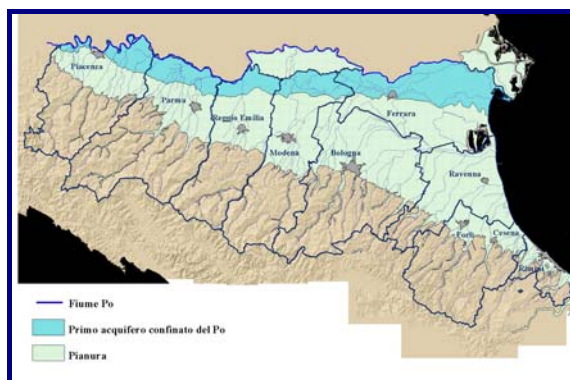 Piacenza
Parma
Reggio Emilia
Modena
Bologna
Ferrara
Ravenna
Forlì
Cesena
Rimini
Fiume Po
Primo acquifero confinato del Po
Pianura